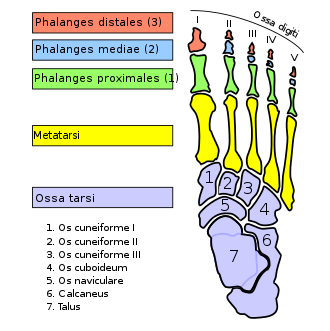 Phalanges distales (3)
Phalanges mediae (2)
Phalanges proximales (1)
Metatarsi
Ossa tarsi
1. Os cuneiforme I
2. Os cuneiforme II
3. Os cuneiforme III
4. Os cuboideum
5. Os naviculare
6. Calcaneus
7. Talus
Ossa digiti
I
II
III
IV
V
1
2
3
4
5
6
7